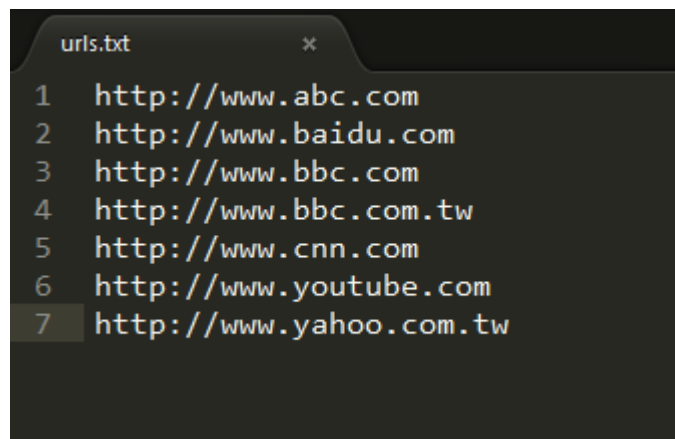 urls.txt ×
1 http://www.abc.com
2 http://www.baidu.com
3 http://www.bbc.com
4 http://www.bbc.com.tw
5 http://www.cnn.com
6 http://www.youtube.com
7 http://www.yahoo.com.tw